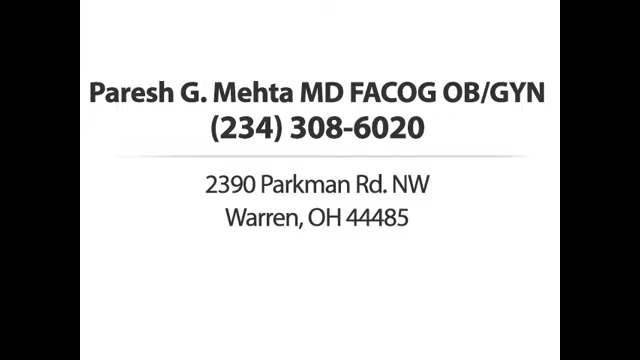 Paresh G. Mehta MD FACOG OB/GYN
(234) 308-6020
2390 Parkman Rd. NW
Warren, OH 44485